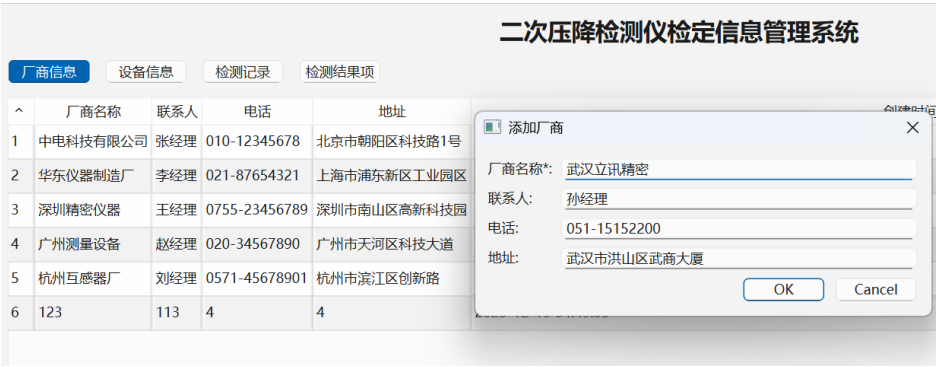 二次压降检测仪检定信息管理系统
厂商信息 设备信息 检测记录 检测结果项
厂商名称 联系人 电话 地址
1 中电科技有限公司 张经理 010-12345678 北京市朝阳区科技路1号
2 华东仪器制造厂 李经理 021-87654321 上海市浦东新区工业园区
3 深圳精密仪器 王经理 0755-23456789 深圳市南山区高新科技园
4 广州测量设备 赵经理 020-34567890 广州市天河区科技大道
5 杭州互感器厂 刘经理 0571-45678901 杭州市滨江区创新路
6 123 113 4 4
添加厂商
厂商名称*: 武汉立讯精密
联系人: 孙经理
电话: 051-15152200
地址: 武汉市洪山区武商大厦
OK Cancel